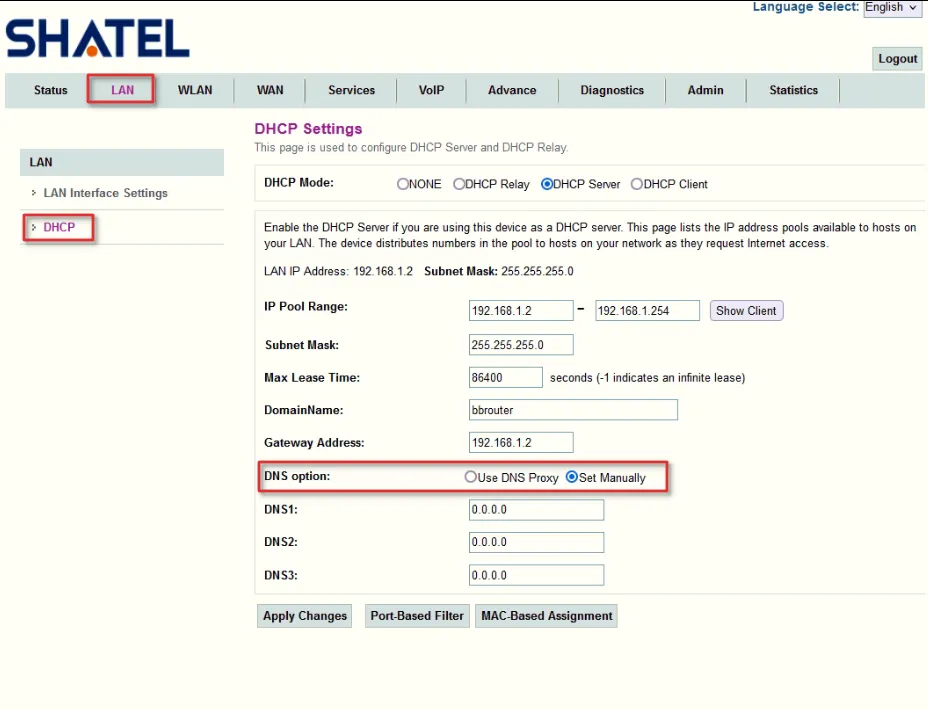 Language Select: English
SHATEL
Logout
Status LAN WLAN WAN Services VoIP Advance Diagnostics Admin Statistics
LAN
LAN Interface Settings
DHCP
DHCP Settings
This page is used to configure DHCP Server and DHCP Relay.
DHCP Mode: NONE DHCP Relay DHCP Server DHCP Client
Enable the DHCP Server if you are using this device as a DHCP server. This page lists the IP address pools available to hosts on
your LAN. The device distributes numbers in the pool to hosts on your network as they request Internet access.
LAN IP Address: 192.168.1.2 Subnet Mask: 255.255.255.0
IP Pool Range: 192.168.1.2 – 192.168.1.254 Show Client
Subnet Mask: 255.255.255.0
Max Lease Time: 86400 seconds (-1 indicates an infinite lease)
DomainName: bbrouter
Gateway Address: 192.168.1.2
DNS option: Use DNS Proxy Set Manually
DNS1: 0.0.0.0
DNS2: 0.0.0.0
DNS3: 0.0.0.0
Apply Changes Port-Based Filter MAC-Based Assignment